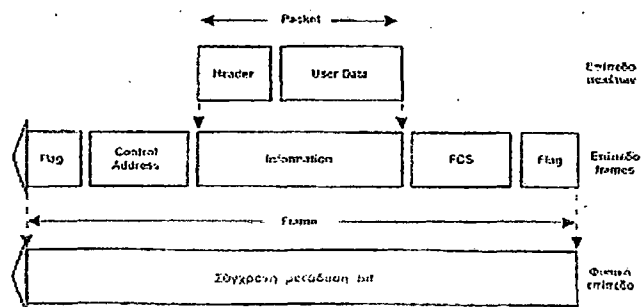 Packet
Header
User Data
Επίπεδο
πακέτων
Flag
Control
Address
Information
FCS
Flag
Επίπεδο
frames
Frame
Σύγχρονη μετάδοση bit
Φυσικό
επίπεδο